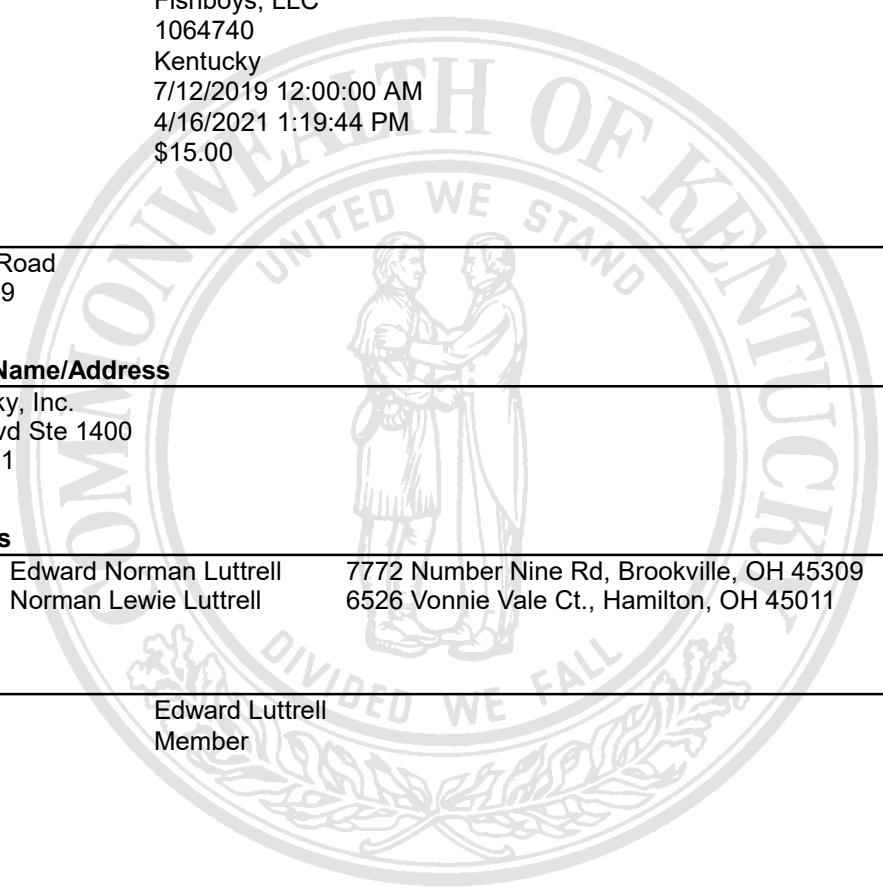 Fishboys, LLC
1064740
Kentucky
7/12/2019 12:00:00 AM
4/16/2021 1:19:44 PM
$15.00
COMMONWEALTH OF KENTUCKY
UNITED WE STAND
Road
9
Name/Address
ky, Inc.
vd Ste 1400
1
s
Edward Norman Luttrell 7772 Number Nine Rd, Brookville, OH 45309
Norman Lewie Luttrell 6526 Vonnie Vale Ct., Hamilton, OH 45011
DIVIDED WE FALL
Edward Luttrell
Member